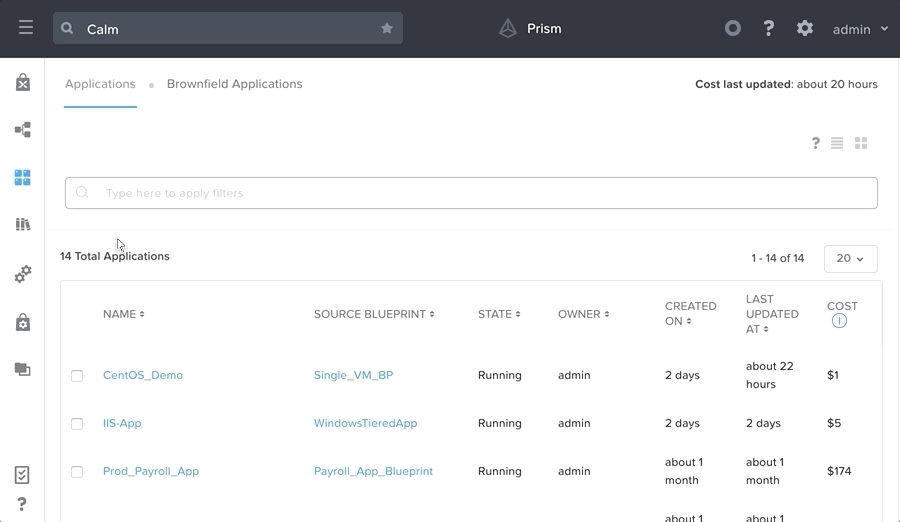 Calm
Prism
?
admin
Applications
Brownfield Applications
Cost last updated: about 20 hours
?
Type here to apply filters
14 Total Applications
1 - 14 of 14
20
NAME
SOURCE BLUEPRINT
STATE
OWNER
CREATED
ON
LAST
UPDATED
AT
COST
i
CentOS_Demo
Single_VM_BP
Running
admin
2 days
about 22
hours
$1
IIS-App
WindowsTieredApp
Running
admin
2 days
2 days
$5
Prod_Payroll_App
Payroll_App_Blueprint
Running
admin
about 1
month
about 1
month
$174
about 1
about 1
?